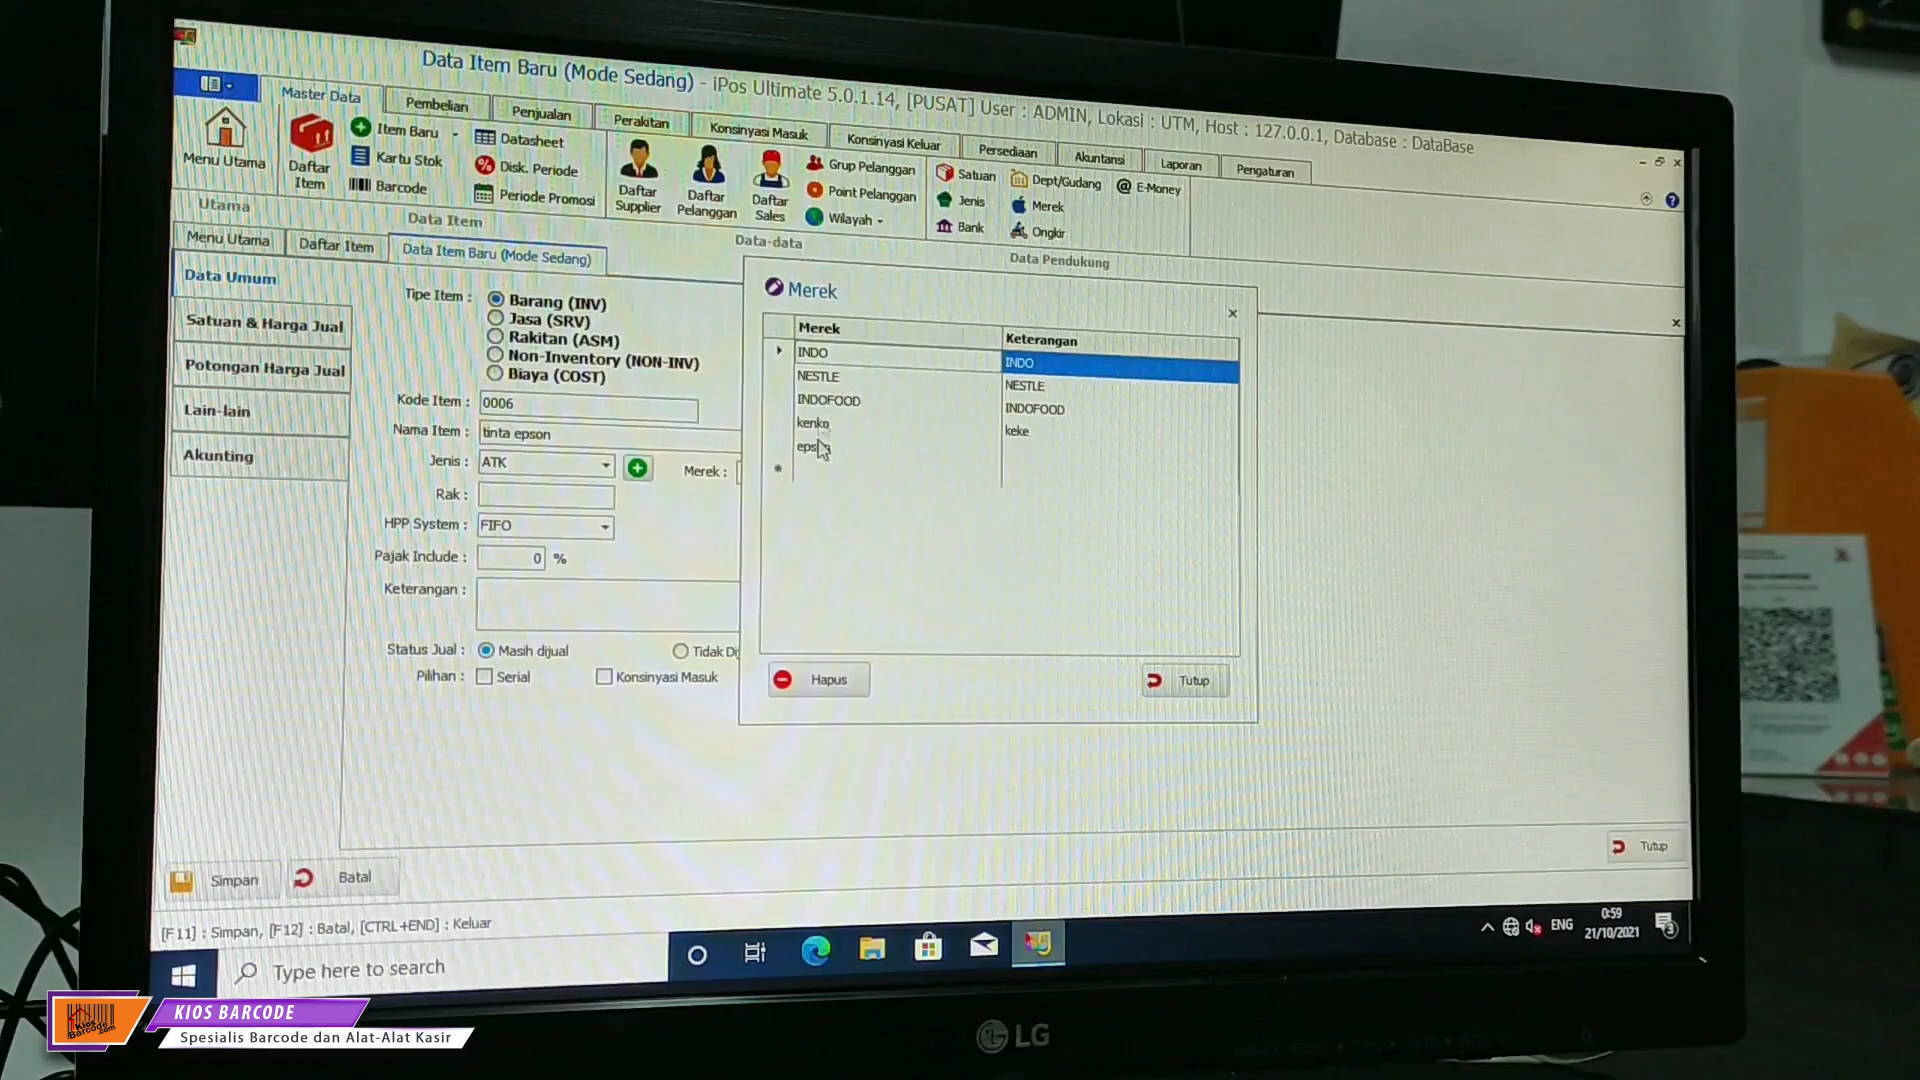 Data Item Baru (Mode Sedang) - iPos Ultimate 5.0.1.14, [PUSAT] User : ADMIN, Lokasi : UTM, Host : 127.0.0.1, Database : DataBase
Master Data Pembelian Penjualan Perakitan Konsinyasi Masuk Konsinyasi Keluar Persediaan Akuntansi Laporan Pengaturan
Menu Utama
Daftar Item
Item Baru
Kartu Stok
Barcode
Datasheet
Disk. Periode
Periode Promosi
Daftar Supplier
Daftar Pelanggan
Daftar Sales
Grup Pelanggan
Point Pelanggan
Wilayah
Satuan
Jenis
Bank
Dept/Gudang
Merek
Ongkir
E-Money
Utama
Data Item
Data-data
Data Pendukung
Menu Utama Daftar Item Data Item Baru (Mode Sedang)
Data Umum
Satuan & Harga Jual
Potongan Harga Jual
Lain-lain
Akunting
Tipe Item : Barang (INV)
Jasa (SRV)
Rakitan (ASM)
Non-Inventory (NON-INV)
Biaya (COST)
Kode Item : 0006
Nama Item : tinta epson
Jenis : ATK Merek :
Rak :
HPP System : FIFO
Pajak Include : 0 %
Keterangan :
Status Jual : Masih dijual Tidak Di
Pilihan : Serial Konsinyasi Masuk
Merek
Merek Keterangan
INDO INDO
NESTLE NESTLE
INDOFOOD INDOFOOD
kenko keke
Hapus Tutup
Tutup
Simpan Batal
[F11] : Simpan, [F12] : Batal, [CTRL+END] : Keluar
Type here to search
ENG
0:59
21/10/2021
3
LG
Kios
Barcode.com
KIOS BARCODE
Spesialis Barcode dan Alat-Alat Kasir